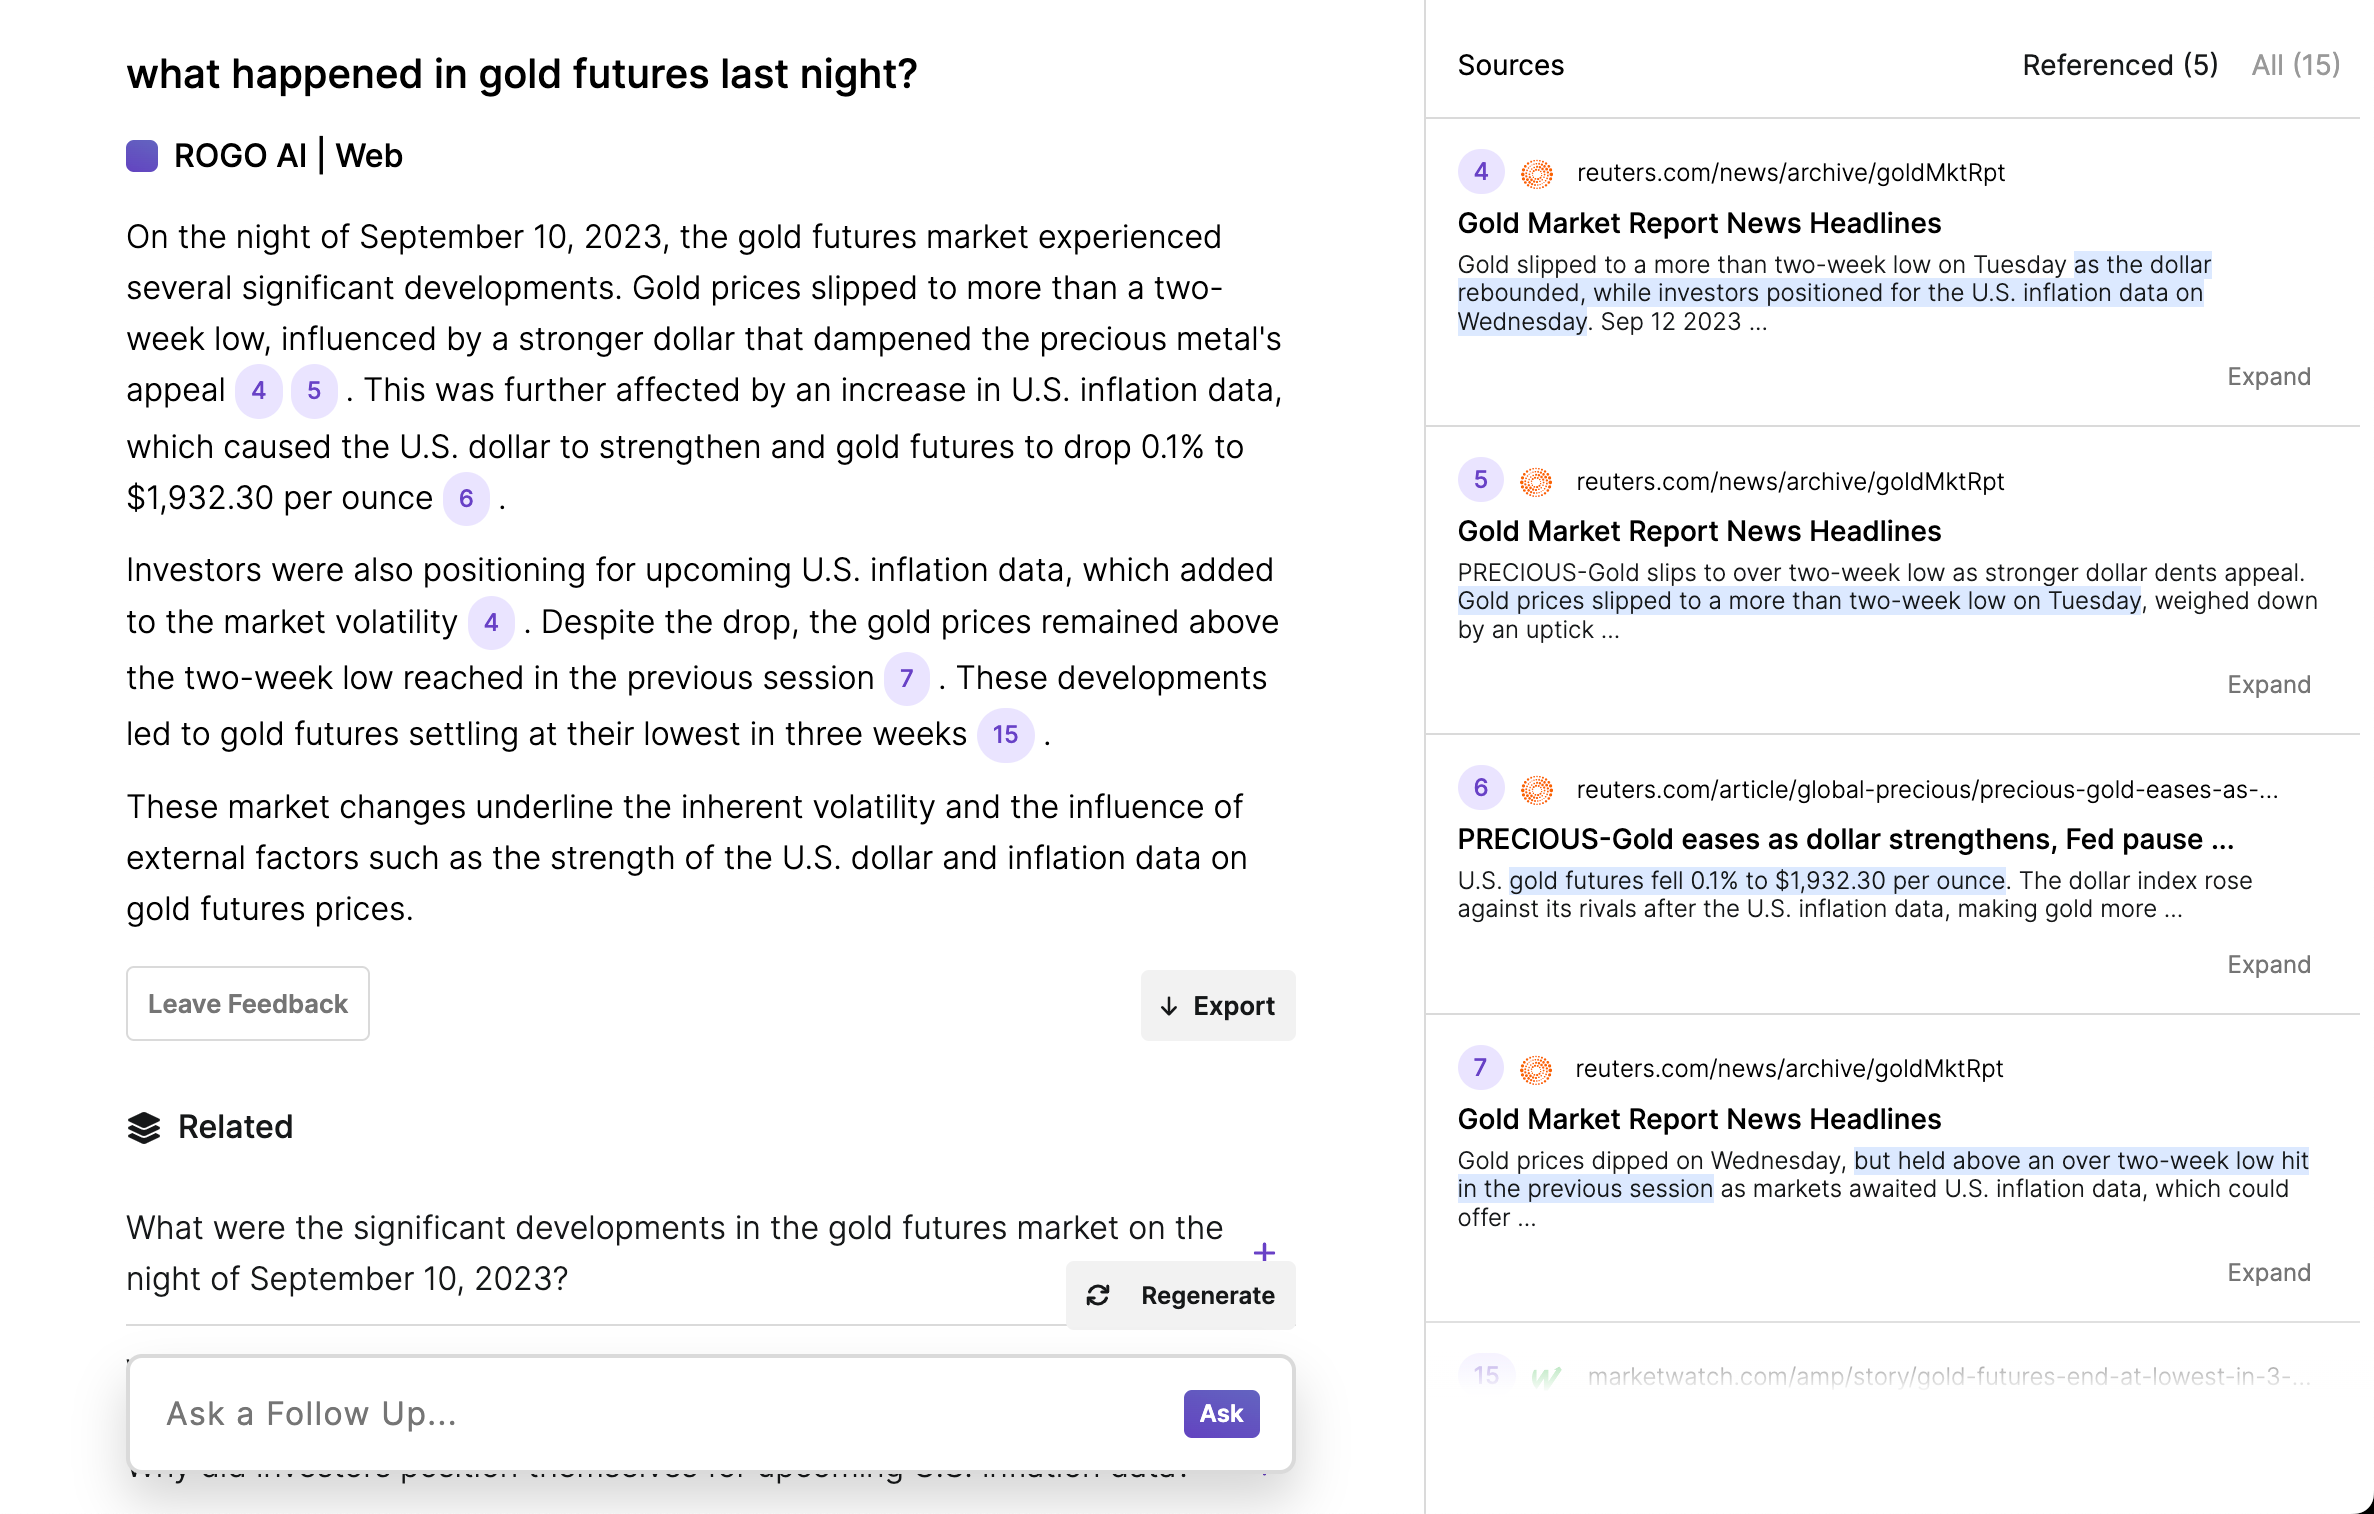 what happened in gold futures last night?
ROGO AI | Web
On the night of September 10, 2023, the gold futures market experienced
several significant developments. Gold prices slipped to more than a two-
week low, influenced by a stronger dollar that dampened the precious metal's
appeal 4 5 . This was further affected by an increase in U.S. inflation data,
which caused the U.S. dollar to strengthen and gold futures to drop 0.1% to
$1,932.30 per ounce 6 .
Investors were also positioning for upcoming U.S. inflation data, which added
to the market volatility 4 . Despite the drop, the gold prices remained above
the two-week low reached in the previous session 7 . These developments
led to gold futures settling at their lowest in three weeks 15 .
These market changes underline the inherent volatility and the influence of
external factors such as the strength of the U.S. dollar and inflation data on
gold futures prices.
Leave Feedback
Export
Related
What were the significant developments in the gold futures market on the
night of September 10, 2023?
Regenerate
Ask a Follow Up...
Ask
Why did investors position themselves for upcoming U.S. inflation data?
Sources
Referenced (5) All (15)
4 reuters.com/news/archive/goldMktRpt
Gold Market Report News Headlines
Gold slipped to a more than two-week low on Tuesday as the dollar
rebounded, while investors positioned for the U.S. inflation data on
Wednesday. Sep 12 2023 ...
Expand
5 reuters.com/news/archive/goldMktRpt
Gold Market Report News Headlines
PRECIOUS-Gold slips to over two-week low as stronger dollar dents appeal.
Gold prices slipped to a more than two-week low on Tuesday, weighed down
by an uptick ...
Expand
6 reuters.com/article/global-precious/precious-gold-eases-as-...
PRECIOUS-Gold eases as dollar strengthens, Fed pause ...
U.S. gold futures fell 0.1% to $1,932.30 per ounce. The dollar index rose
against its rivals after the U.S. inflation data, making gold more ...
Expand
7 reuters.com/news/archive/goldMktRpt
Gold Market Report News Headlines
Gold prices dipped on Wednesday, but held above an over two-week low hit
in the previous session as markets awaited U.S. inflation data, which could
offer ...
Expand
15 marketwatch.com/amp/story/gold-futures-end-at-lowest-in-3-...